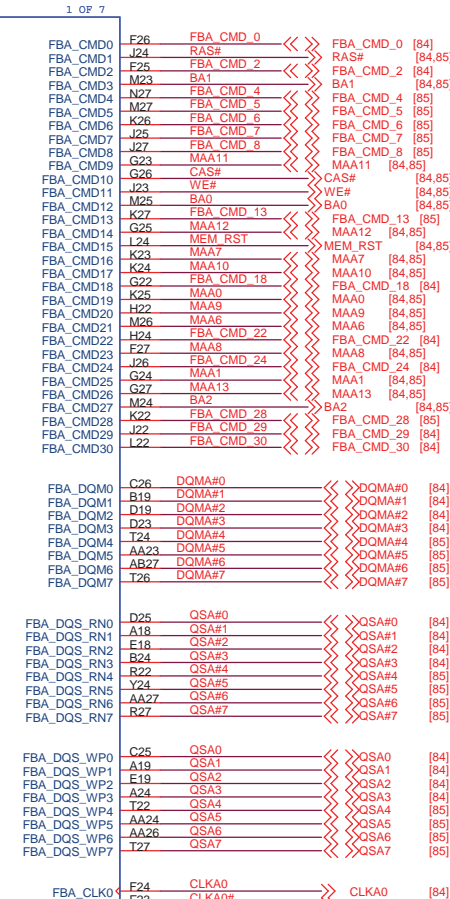 1 OF 7
FBA_CMD0 F26 FBA_CMD_0 FBA_CMD_0 [84]
FBA_CMD1 J24 RAS# RAS# [84,85]
FBA_CMD2 F25 FBA_CMD_2 FBA_CMD_2 [84]
FBA_CMD3 M23 BA1 BA1 [84,85]
FBA_CMD4 N27 FBA_CMD_4 FBA_CMD_4 [85]
FBA_CMD5 M27 FBA_CMD_5 FBA_CMD_5 [85]
FBA_CMD6 K26 FBA_CMD_6 FBA_CMD_6 [85]
FBA_CMD7 J25 FBA_CMD_7 FBA_CMD_7 [85]
FBA_CMD8 J27 FBA_CMD_8 FBA_CMD_8 [85]
FBA_CMD9 G23 MAA11 MAA11 [84,85]
FBA_CMD10 G26 CAS# CAS# [84,85]
FBA_CMD11 J23 WE# WE# [84,85]
FBA_CMD12 M25 BA0 BA0 [84,85]
FBA_CMD13 K27 FBA_CMD_13 FBA_CMD_13 [85]
FBA_CMD14 G25 MAA12 MAA12 [84,85]
FBA_CMD15 L24 MEM_RST MEM_RST [84,85]
FBA_CMD16 K23 MAA7 MAA7 [84,85]
FBA_CMD17 K24 MAA10 MAA10 [84,85]
FBA_CMD18 G22 FBA_CMD_18 FBA_CMD_18 [84]
FBA_CMD19 K25 MAA0 MAA0 [84,85]
FBA_CMD20 H22 MAA9 MAA9 [84,85]
FBA_CMD21 M26 MAA6 MAA6 [84,85]
FBA_CMD22 H24 FBA_CMD_22 FBA_CMD_22 [84]
FBA_CMD23 F27 MAA8 MAA8 [84,85]
FBA_CMD24 J26 FBA_CMD_24 FBA_CMD_24 [84]
FBA_CMD25 G24 MAA1 MAA1 [84,85]
FBA_CMD26 G27 MAA13 MAA13 [84,85]
FBA_CMD27 M24 BA2 BA2 [84,85]
FBA_CMD28 K22 FBA_CMD_28 FBA_CMD_28 [85]
FBA_CMD29 J22 FBA_CMD_29 FBA_CMD_29 [84]
FBA_CMD30 L22 FBA_CMD_30 FBA_CMD_30 [84]
FBA_DQM0 C26 DQMA#0 DQMA#0 [84]
FBA_DQM1 B19 DQMA#1 DQMA#1 [84]
FBA_DQM2 D19 DQMA#2 DQMA#2 [84]
FBA_DQM3 D23 DQMA#3 DQMA#3 [84]
FBA_DQM4 T24 DQMA#4 DQMA#4 [85]
FBA_DQM5 AA23 DQMA#5 DQMA#5 [85]
FBA_DQM6 AB27 DQMA#6 DQMA#6 [85]
FBA_DQM7 T26 DQMA#7 DQMA#7 [85]
FBA_DQS_RN0 D25 QSA#0 QSA#0 [84]
FBA_DQS_RN1 A18 QSA#1 QSA#1 [84]
FBA_DQS_RN2 E18 QSA#2 QSA#2 [84]
FBA_DQS_RN3 B24 QSA#3 QSA#3 [84]
FBA_DQS_RN4 R22 QSA#4 QSA#4 [85]
FBA_DQS_RN5 Y24 QSA#5 QSA#5 [85]
FBA_DQS_RN6 AA27 QSA#6 QSA#6 [85]
FBA_DQS_RN7 R27 QSA#7 QSA#7 [85]
FBA_DQS_WP0 C25 QSA0 QSA0 [84]
FBA_DQS_WP1 A19 QSA1 QSA1 [84]
FBA_DQS_WP2 E19 QSA2 QSA2 [84]
FBA_DQS_WP3 A24 QSA3 QSA3 [84]
FBA_DQS_WP4 T22 QSA4 QSA4 [85]
FBA_DQS_WP5 AA24 QSA5 QSA5 [85]
FBA_DQS_WP6 AA26 QSA6 QSA6 [85]
FBA_DQS_WP7 T27 QSA7 QSA7 [85]
FBA_CLK0 F24 CLKA0 CLKA0 [84]
CLKA0#